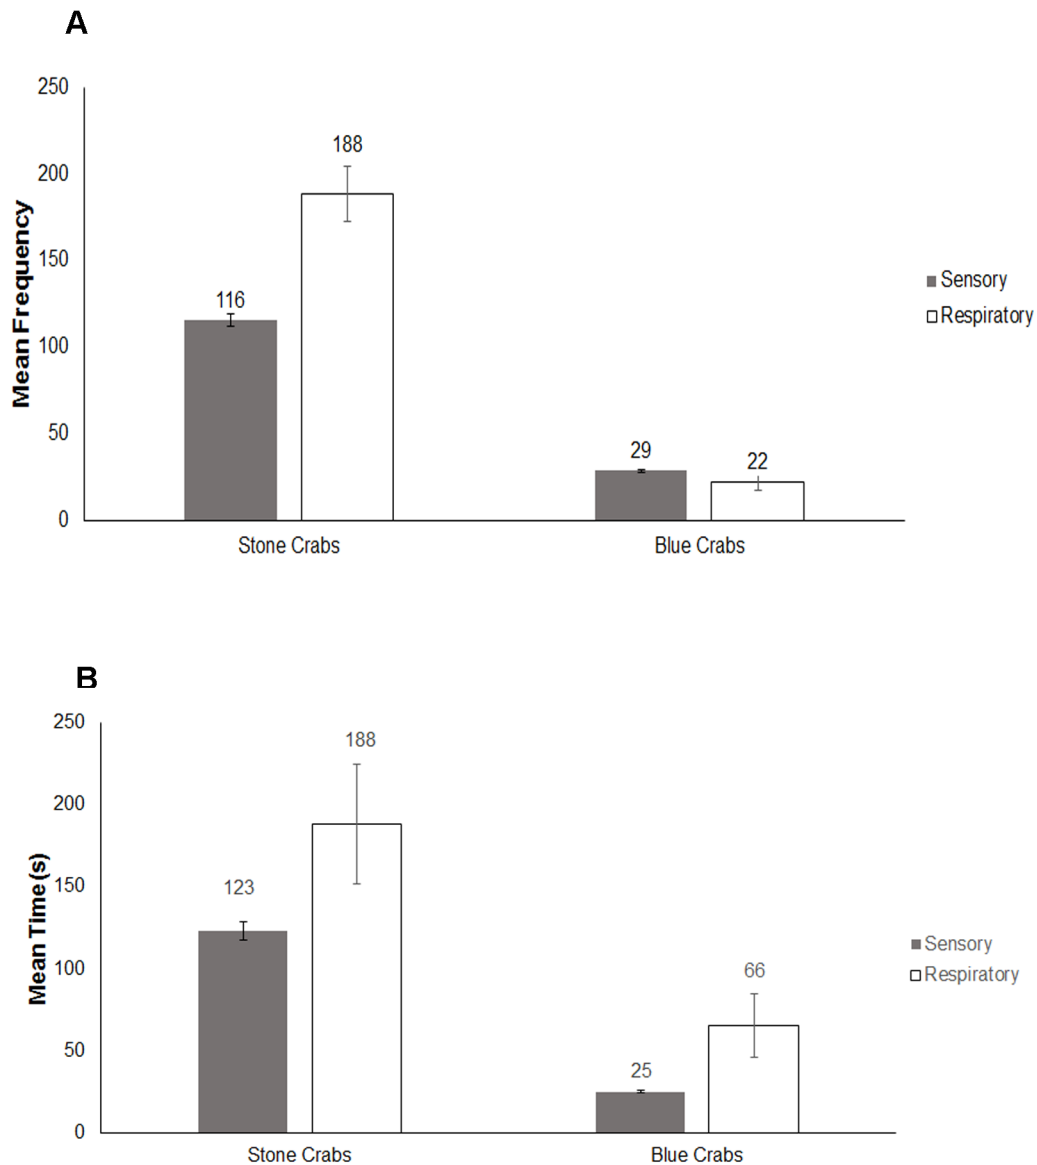 A
250
200
150
100
50
0
Mean Frequency
188
116
29
22
Stone Crabs
Blue Crabs
Sensory
Respiratory
B
250
200
150
100
50
0
Mean Time (s)
188
123
66
25
Stone Crabs
Blue Crabs
Sensory
Respiratory